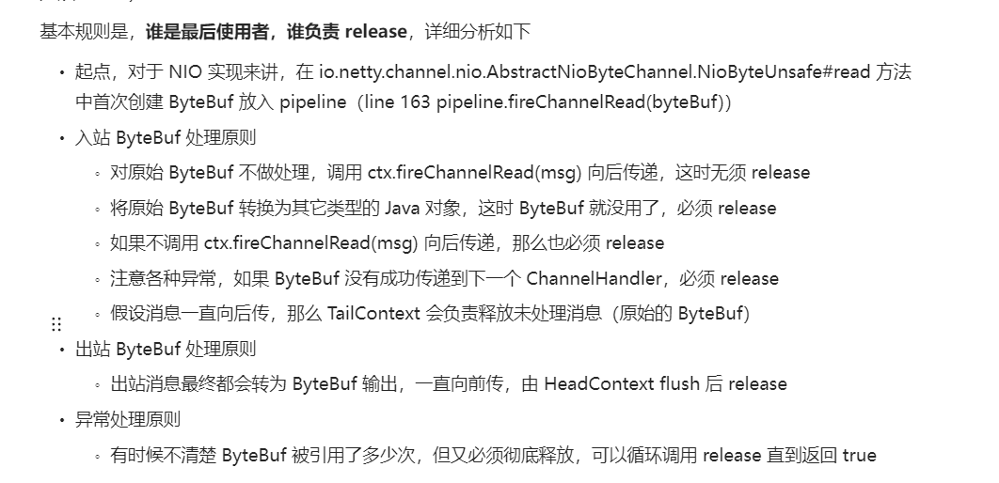 基本规则是，谁是最后使用者，谁负责 release，详细分析如下
• 起点，对于 NIO 实现来讲，在 io.netty.channel.nio.AbstractNioByteChannel.NioByteUnsafe#read 方法
中首次创建 ByteBuf 放入 pipeline（line 163 pipeline.fireChannelRead(byteBuf)）
• 入站 ByteBuf 处理原则
◦ 对原始 ByteBuf 不做处理，调用 ctx.fireChannelRead(msg) 向后传递，这时无须 release
◦ 将原始 ByteBuf 转换为其它类型的 Java 对象，这时 ByteBuf 就没用了，必须 release
◦ 如果不调用 ctx.fireChannelRead(msg) 向后传递，那么也必须 release
◦ 注意各种异常，如果 ByteBuf 没有成功传递到下一个 ChannelHandler，必须 release
◦ 假设消息一直向后传，那么 TailContext 会负责释放未处理消息（原始的 ByteBuf）
• 出站 ByteBuf 处理原则
◦ 出站消息最终都会转为 ByteBuf 输出，一直向前传，由 HeadContext flush 后 release
• 异常处理原则
◦ 有时候不清楚 ByteBuf 被引用了多少次，但又必须彻底释放，可以循环调用 release 直到返回 true